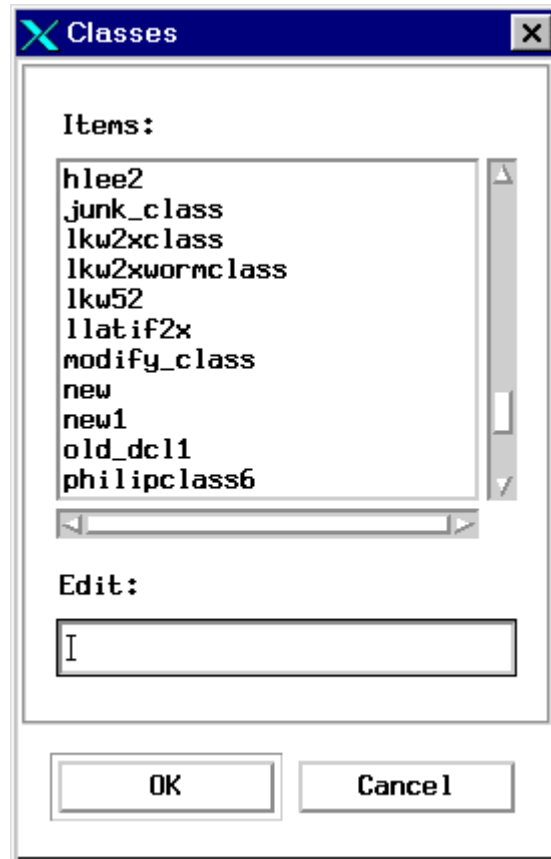 Classes
Items:
hlee2
junk_class
lkw2xclass
lkw2xwormclass
lkw52
llatif2x
modify_class
new
new1
old_dcl1
philipclass6
Edit:
OK
Cancel